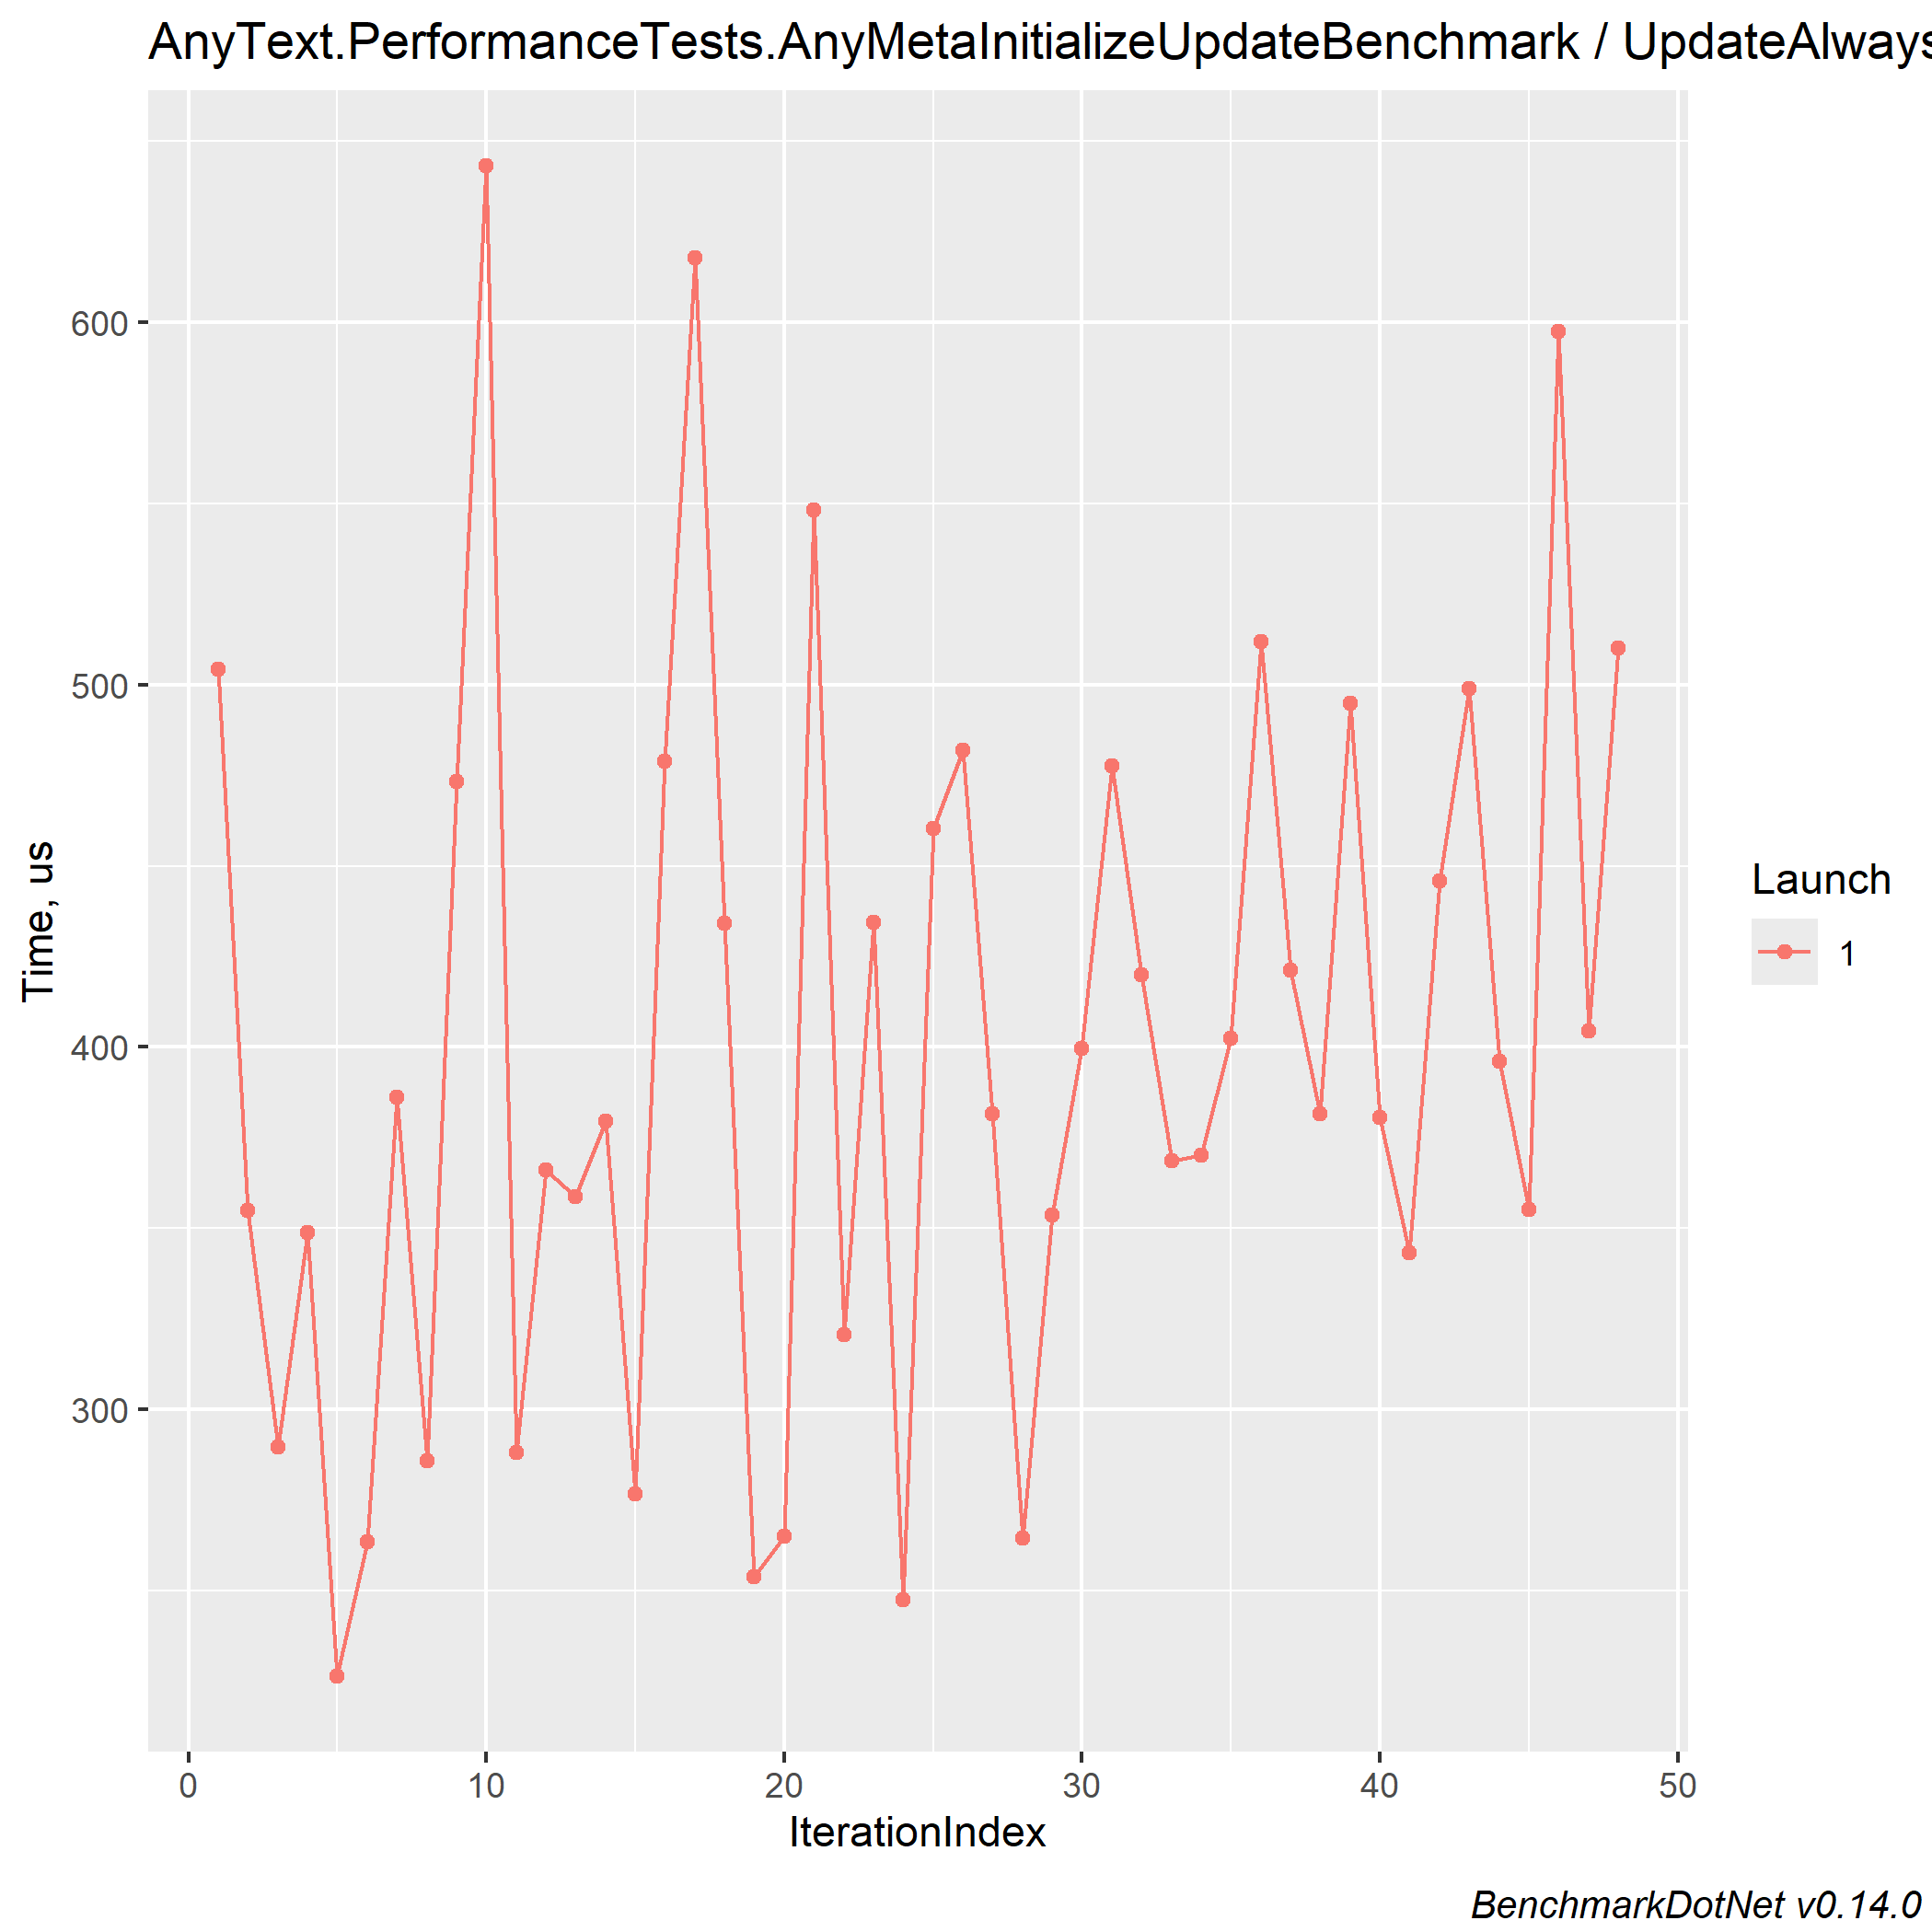 AnyText.PerformanceTests.AnyMetaInitializeUpdateBenchmark / UpdateAlways
600
500
400
300
Time, us
0 10 20 30 40 50
IterationIndex
Launch
1
BenchmarkDotNet v0.14.0